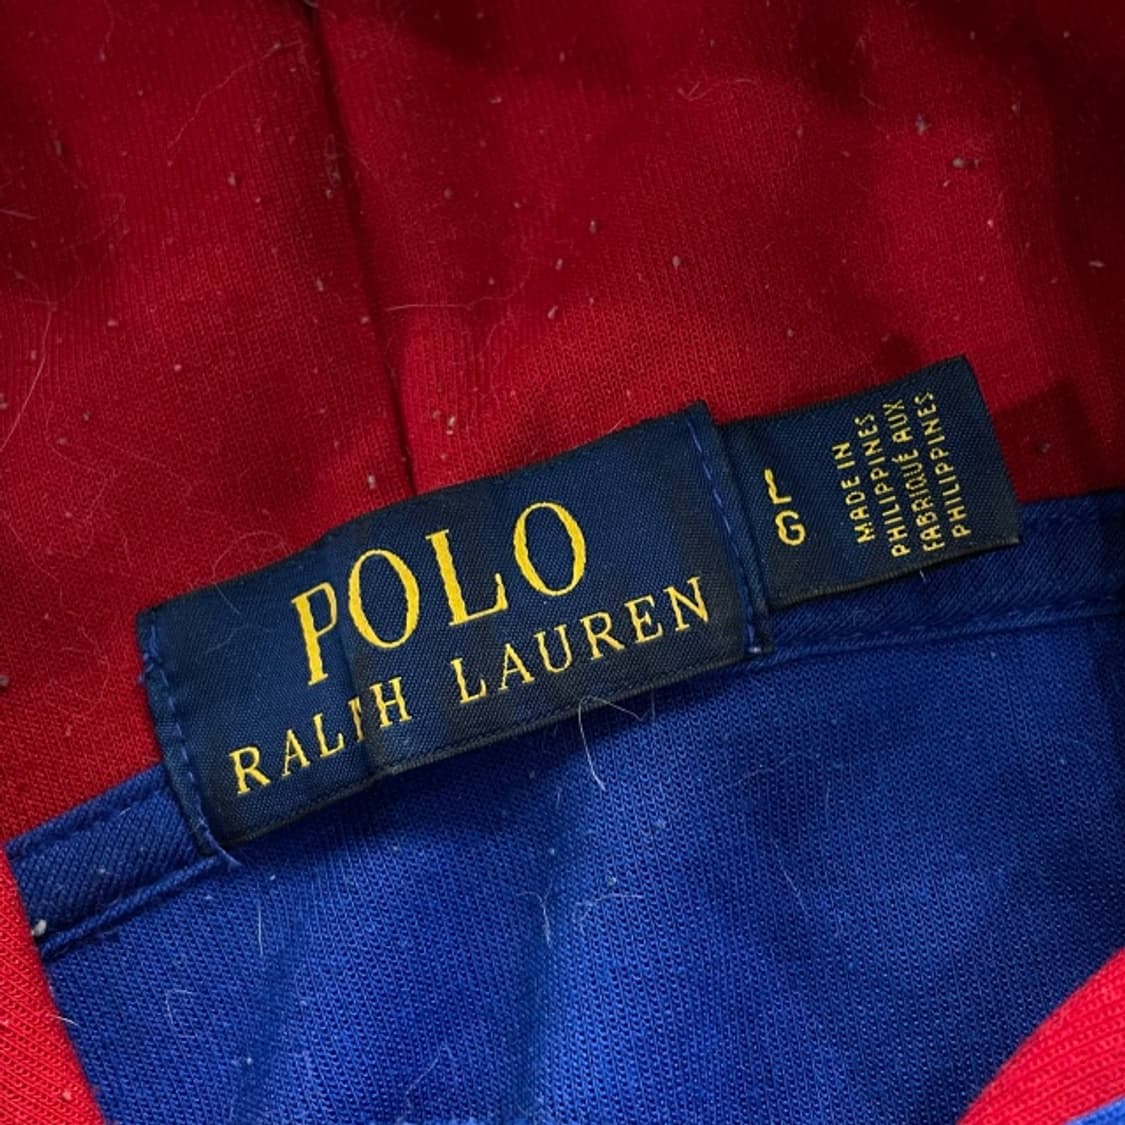 POLO
RALPH LAUREN
L
G
MADE IN
PHILIPPINES
FABRIQUÉ AUX
PHILIPPINES